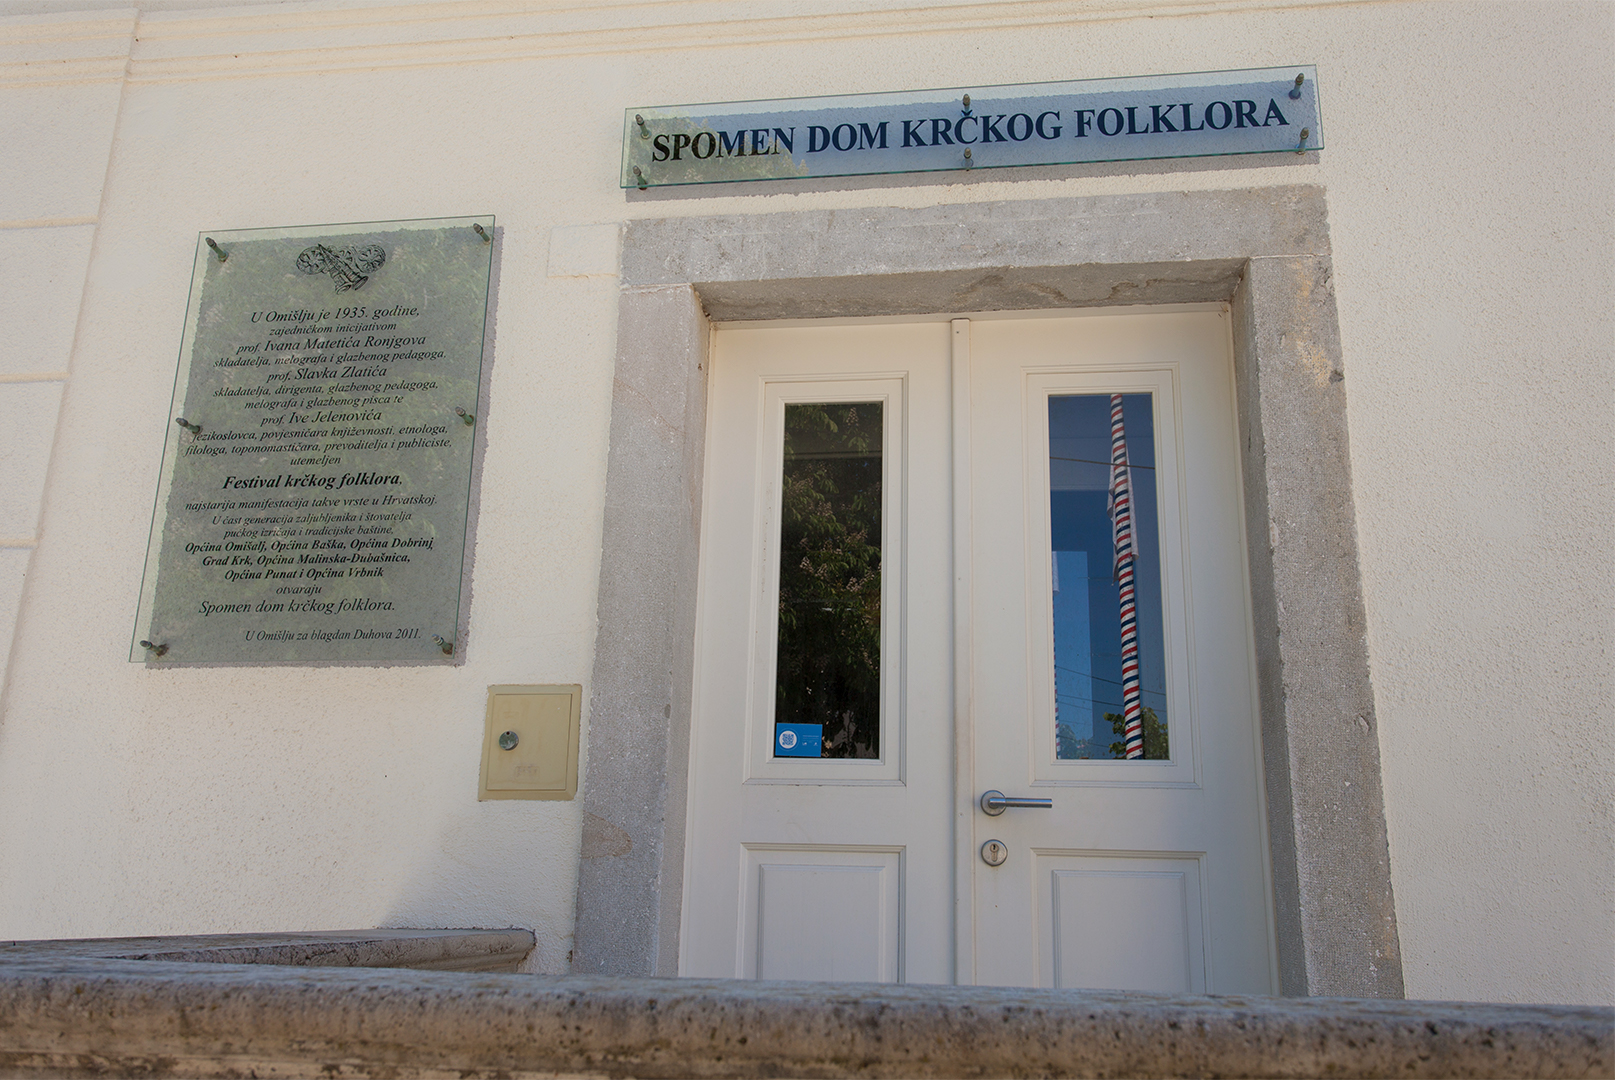 SPOMEN DOM KRČKOG FOLKLORA
U Omišlju je 1935. godine,
zajedničkom inicijativom
prof. Ivana Matetića Ronjgova
skladatelja, melografa i glazbenog pedagoga,
prof. Slavka Zlatića
skladatelja, dirigenta, glazbenog pedagoga,
melografa i glazbenog pisca te
prof. Ive Jelenovića
jezikoslovca, povjesničara književnosti, etnologa,
filologa, toponomastičara, prevoditelja i publiciste,
utemeljen
Festival krčkog folklora,
najstarija manifestacija takve vrste u Hrvatskoj.
U čast generacija zaljubljenika i štovatelja
pučkog izričaja i tradicijske baštine,
Općina Omišalj, Općina Baška, Općina Dobrinj
Grad Krk, Općina Malinska-Dubašnica,
Općina Punat i Općina Vrbnik
otvaraju
Spomen dom krčkog folklora.
U Omišlju za blagdan Duhova 2011.